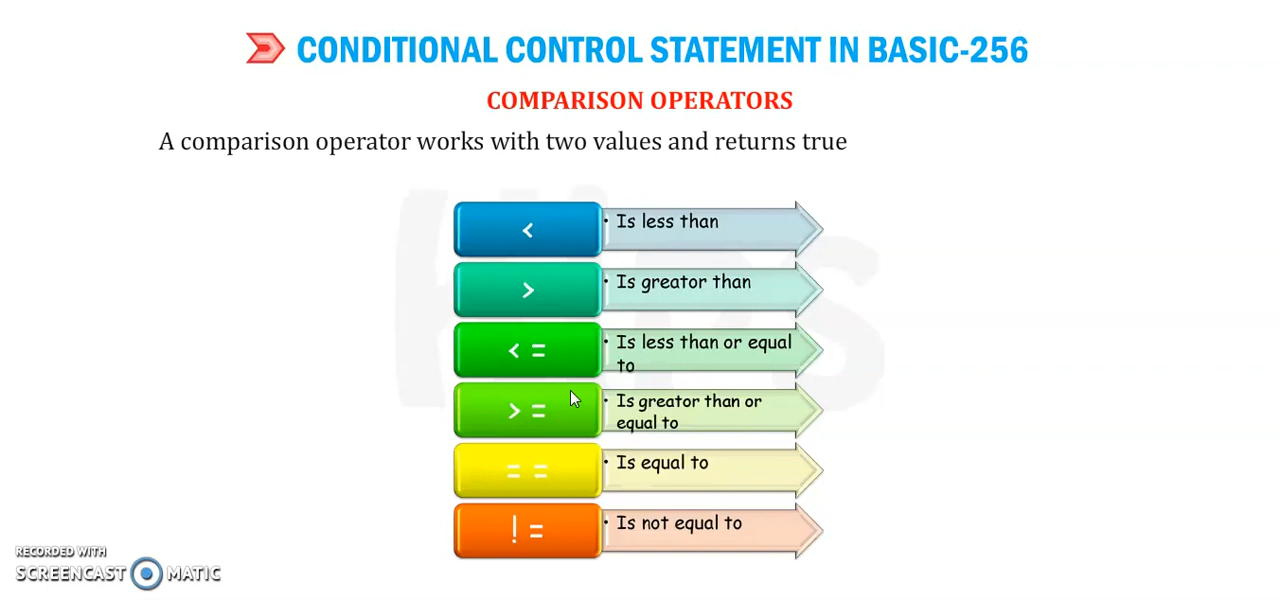 CONDITIONAL CONTROL STATEMENT IN BASIC-256
COMPARISON OPERATORS
A comparison operator works with two values and returns true
<
• Is less than
>
• Is greator than
< =
• Is less than or equal
to
> =
• Is greater than or
equal to
= =
• Is equal to
! =
• Is not equal to
RECORDED WITH
SCREENCAST MATIC